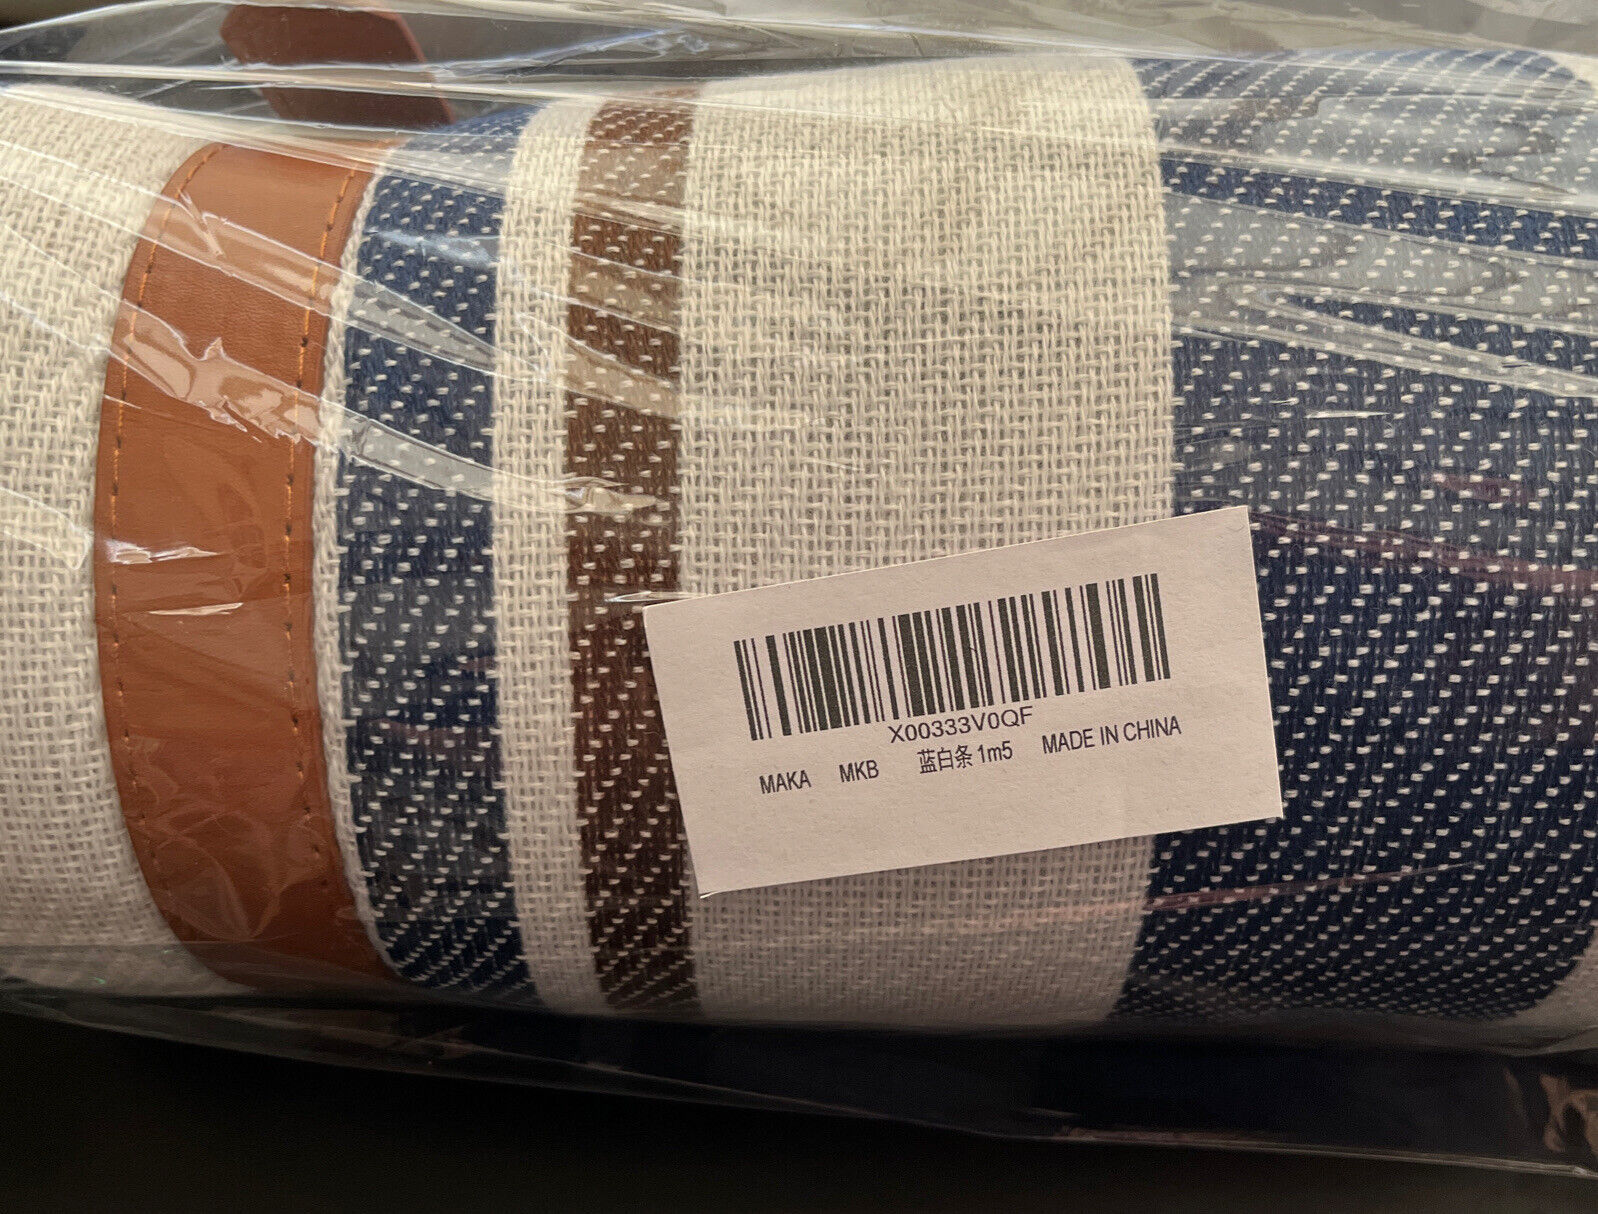 X00333V0QF
MAKA MKB 蓝白条 1m5 MADE IN CHINA